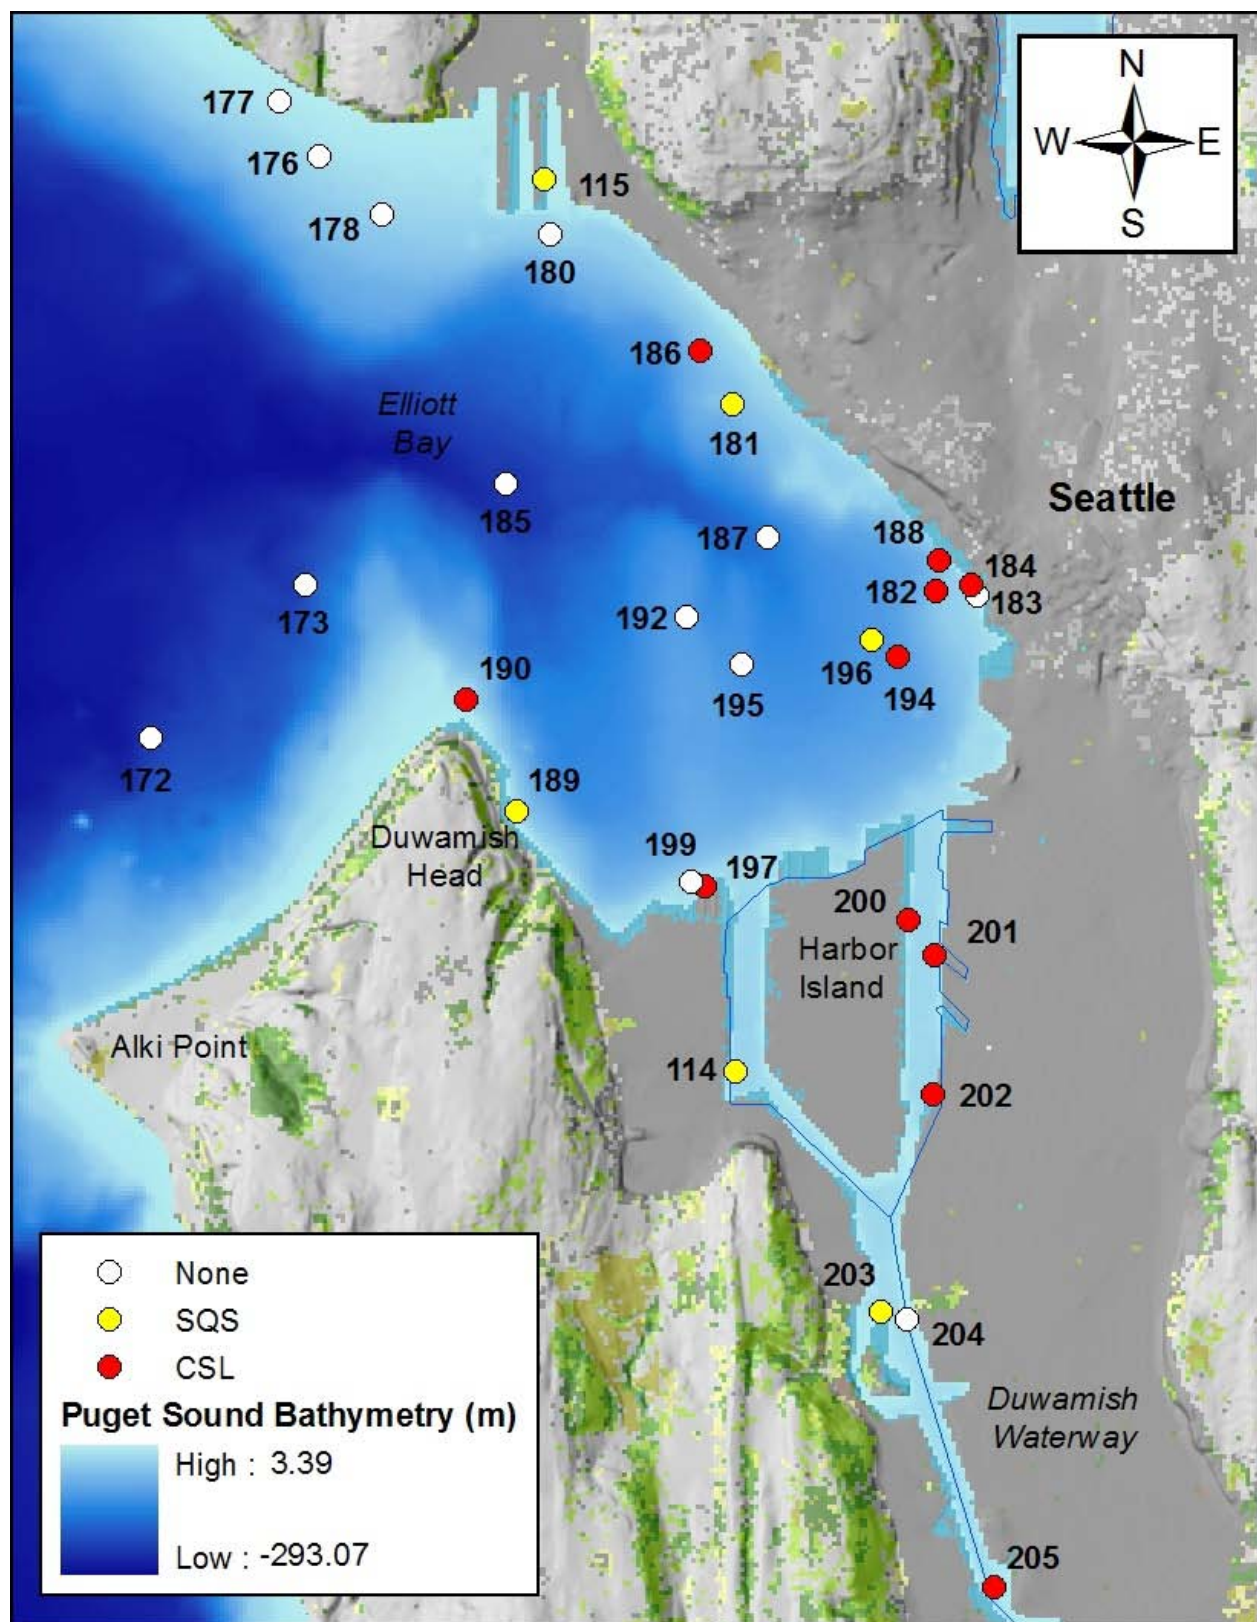 N
W E
S
177
176
178
115
180
186
Elliott
Bay
181
185
Seattle
187
188
184
182
183
173
192
196
194
195
190
172
189
Duwamish
Head
199
197
200
201
Harbor
Island
Alki Point
114
202
203
204
Duwamish
Waterway
205
None
SQS
CSL
Puget Sound Bathymetry (m)
High : 3.39
Low : -293.07